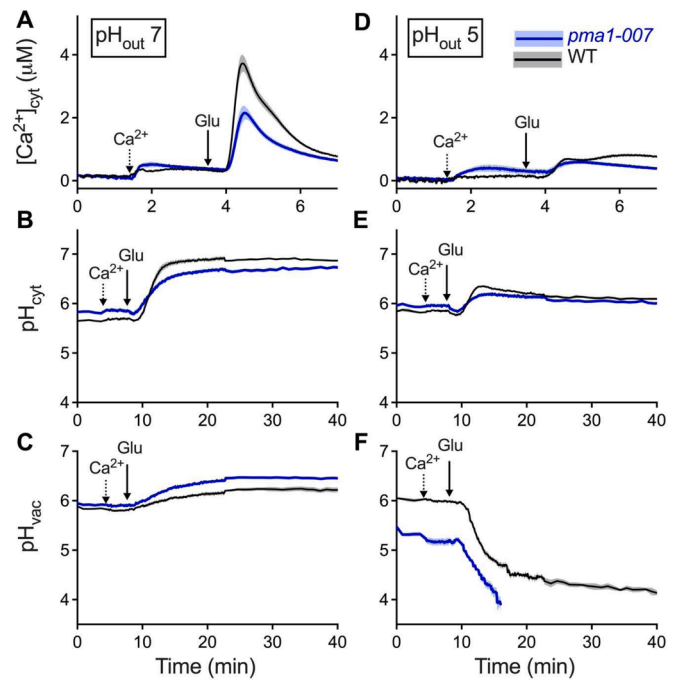 A
pHout 7
[Ca2+]cyt (μM)
4
2
0
Ca2+
Glu
0 2 4 6
D
pHout 5
pma1-007
WT
4
2
0
Ca2+
Glu
0 2 4 6
B
pHcyt
7
6
5
4
Ca2+
Glu
0 10 20 30 40
E
7
6
5
4
Ca2+
Glu
0 10 20 30 40
C
pHvac
7
6
5
4
Ca2+
Glu
0 10 20 30 40
Time (min)
F
7
6
5
4
Ca2+
Glu
0 10 20 30 40
Time (min)